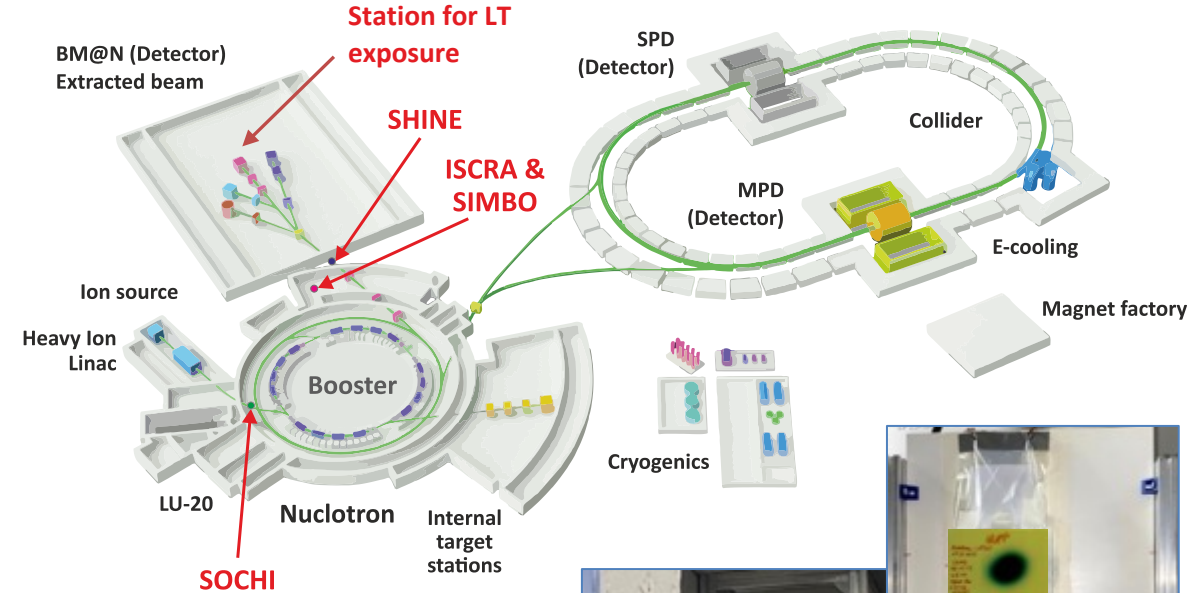 Station for LT
exposure
BM@N (Detector)
Extracted beam
SHINE
ISCRA &
SIMBO
SPD
(Detector)
Collider
MPD
(Detector)
E-cooling
Magnet factory
Ion source
Heavy Ion
Linac
Booster
Cryogenics
LU-20
Nuclotron
Internal
target
stations
SOCHI